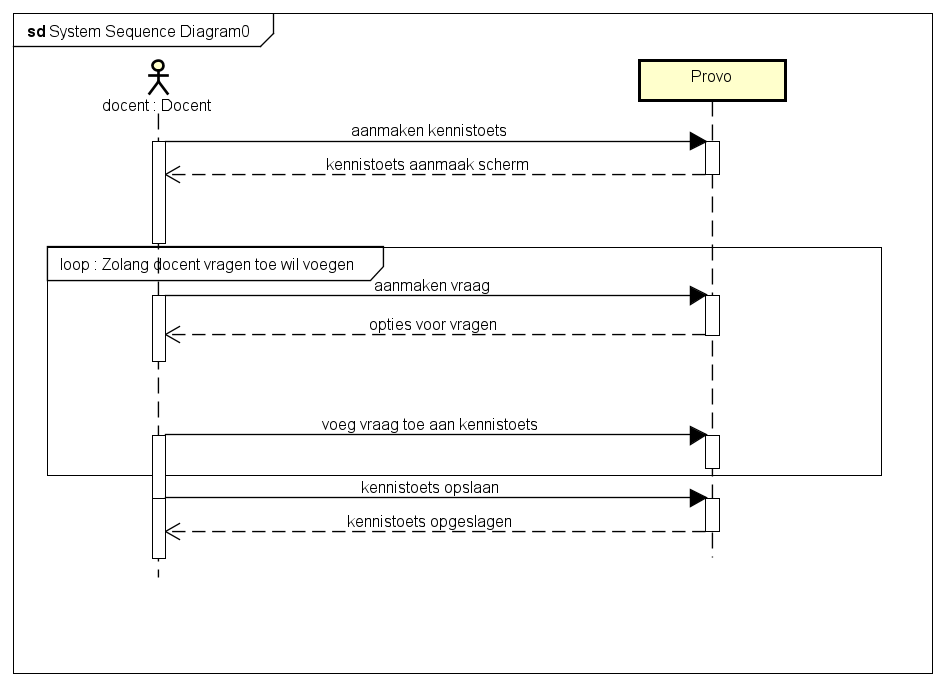 sd System Sequence Diagram0
docent : Docent
Provo
aanmaken kennistoets
kennistoets aanmaak scherm
loop : Zolang docent vragen toe wil voegen
aanmaken vraag
opties voor vragen
voeg vraag toe aan kennistoets
kennistoets opslaan
kennistoets opgeslagen